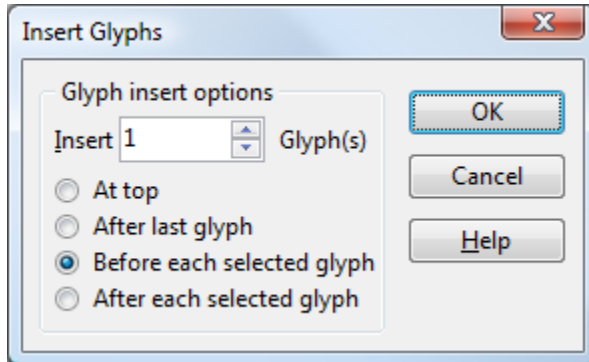 Insert Glyphs
Glyph insert options
Insert 1 Glyph(s)
At top
After last glyph
Before each selected glyph
After each selected glyph
OK
Cancel
Help